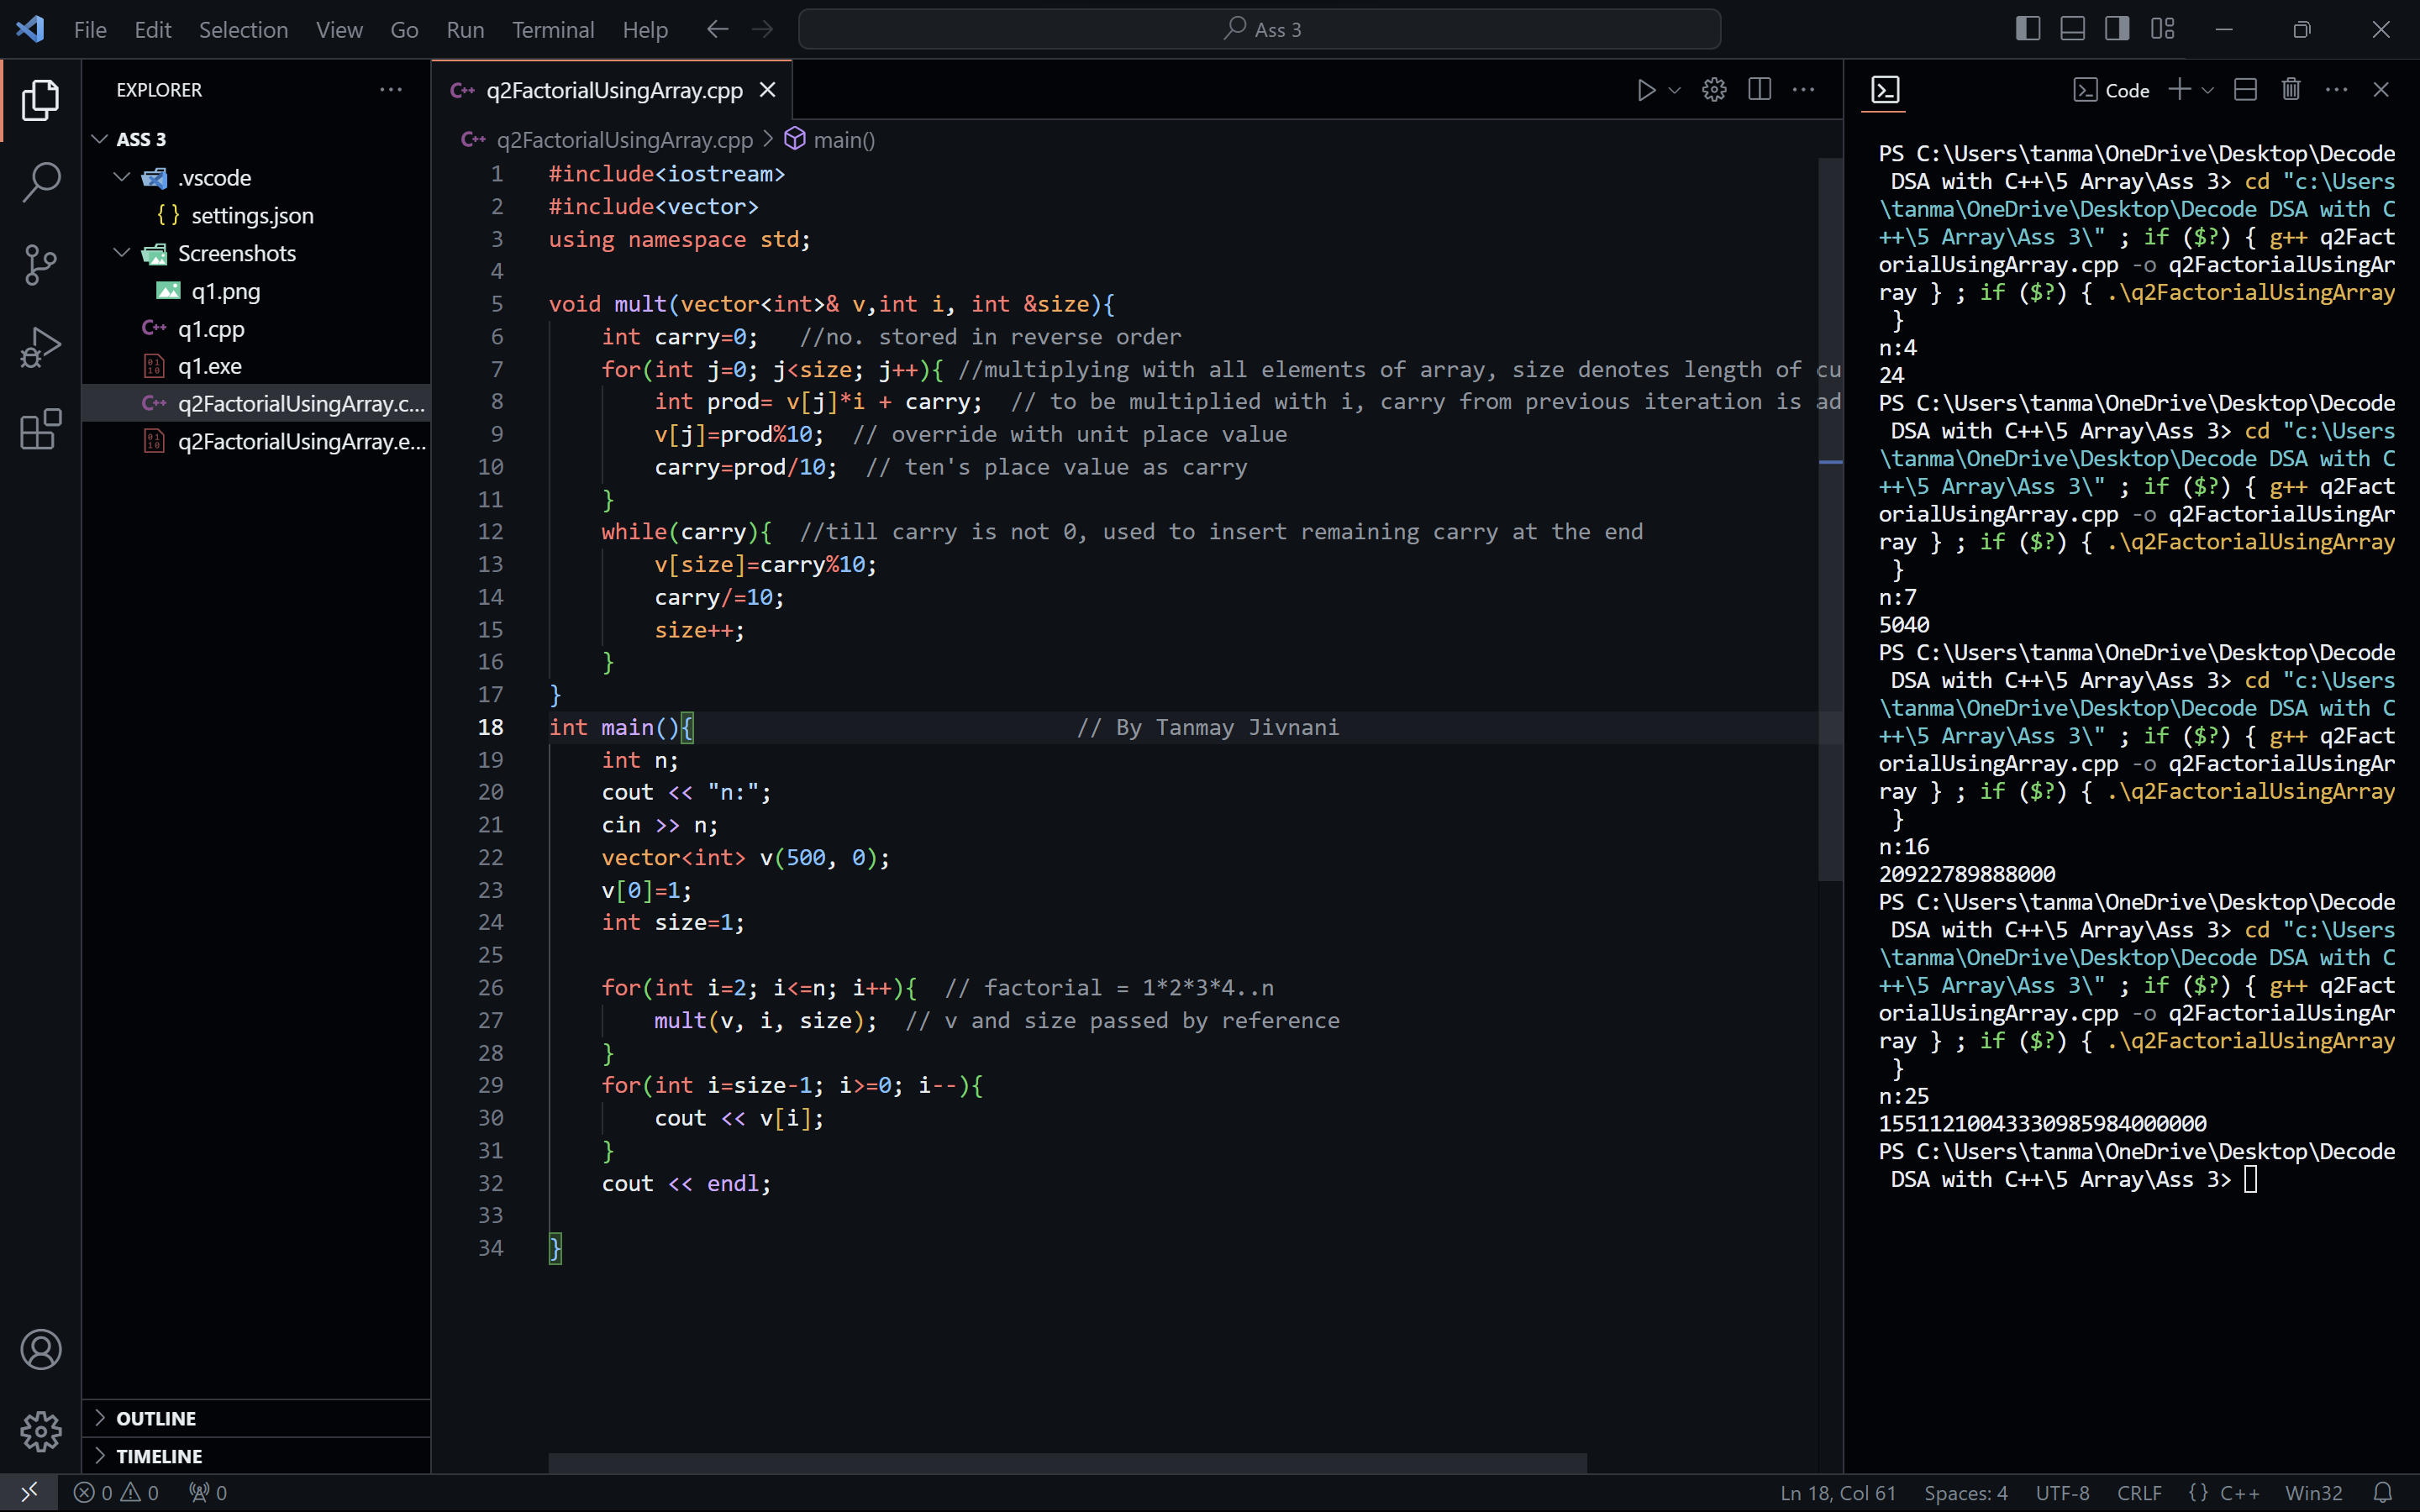 File Edit Selection View Go Run Terminal Help Ass 3
EXPLORER
ASS 3
.vscode
{ } settings.json
Screenshots
q1.png
C++ q1.cpp
q1.exe
C++ q2FactorialUsingArray.c...
q2FactorialUsingArray.e...
OUTLINE
TIMELINE
C++ q2FactorialUsingArray.cpp
C++ q2FactorialUsingArray.cpp > main()
1 #include<iostream>
2 #include<vector>
3 using namespace std;
4
5 void mult(vector<int>& v,int i, int &size){
6 int carry=0; //no. stored in reverse order
7 for(int j=0; j<size; j++){ //multiplying with all elements of array, size denotes length of cu
8 int prod= v[j]*i + carry; // to be multiplied with i, carry from previous iteration is ad
9 v[j]=prod%10; // override with unit place value
10 carry=prod/10; // ten's place value as carry
11 }
12 while(carry){ //till carry is not 0, used to insert remaining carry at the end
13 v[size]=carry%10;
14 carry/=10;
15 size++;
16 }
17 }
18 int main(){ // By Tanmay Jivnani
19 int n;
20 cout << "n:";
21 cin >> n;
22 vector<int> v(500, 0);
23 v[0]=1;
24 int size=1;
25
26 for(int i=2; i<=n; i++){ // factorial = 1*2*3*4..n
27 mult(v, i, size); // v and size passed by reference
28 }
29 for(int i=size-1; i>=0; i--){
30 cout << v[i];
31 }
32 cout << endl;
33
34 }
Code
PS C:\Users\tanma\OneDrive\Desktop\Decode
DSA with C++\5 Array\Ass 3> cd "c:\Users
\tanma\OneDrive\Desktop\Decode DSA with C
++\5 Array\Ass 3\" ; if ($?) { g++ q2Fact
orialUsingArray.cpp -o q2FactorialUsingAr
ray } ; if ($?) { .\q2FactorialUsingArray
}
n:4
24
PS C:\Users\tanma\OneDrive\Desktop\Decode
DSA with C++\5 Array\Ass 3> cd "c:\Users
\tanma\OneDrive\Desktop\Decode DSA with C
++\5 Array\Ass 3\" ; if ($?) { g++ q2Fact
orialUsingArray.cpp -o q2FactorialUsingAr
ray } ; if ($?) { .\q2FactorialUsingArray
}
n:7
5040
PS C:\Users\tanma\OneDrive\Desktop\Decode
DSA with C++\5 Array\Ass 3> cd "c:\Users
\tanma\OneDrive\Desktop\Decode DSA with C
++\5 Array\Ass 3\" ; if ($?) { g++ q2Fact
orialUsingArray.cpp -o q2FactorialUsingAr
ray } ; if ($?) { .\q2FactorialUsingArray
}
n:16
20922789888000
PS C:\Users\tanma\OneDrive\Desktop\Decode
DSA with C++\5 Array\Ass 3> cd "c:\Users
\tanma\OneDrive\Desktop\Decode DSA with C
++\5 Array\Ass 3\" ; if ($?) { g++ q2Fact
orialUsingArray.cpp -o q2FactorialUsingAr
ray } ; if ($?) { .\q2FactorialUsingArray
}
n:25
15511210043330985984000000
PS C:\Users\tanma\OneDrive\Desktop\Decode
DSA with C++\5 Array\Ass 3>
0 0 0 Ln 18, Col 61 Spaces: 4 UTF-8 CRLF { } C++ Win32